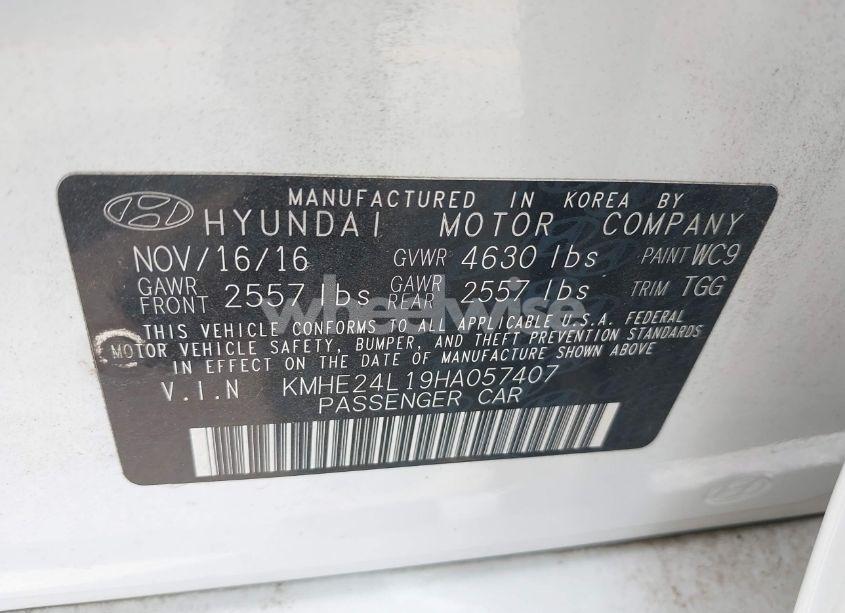 MANUFACTURED IN KOREA BY
HYUNDAI MOTOR COMPANY
NOV/16/16 GVWR 4630 lbs PAINT WC9
GAWR FRONT 2557 lbs GAWR REAR 2557 lbs TRIM TGG
wheelwise
THIS VEHICLE CONFORMS TO ALL APPLICABLE U.S.A. FEDERAL
MOTOR VEHICLE SAFETY, BUMPER, AND THEFT PREVENTION STANDARDS
IN EFFECT ON THE DATE OF MANUFACTURE SHOWN ABOVE
V.I.N KMHE24L19HA057407
PASSENGER CAR